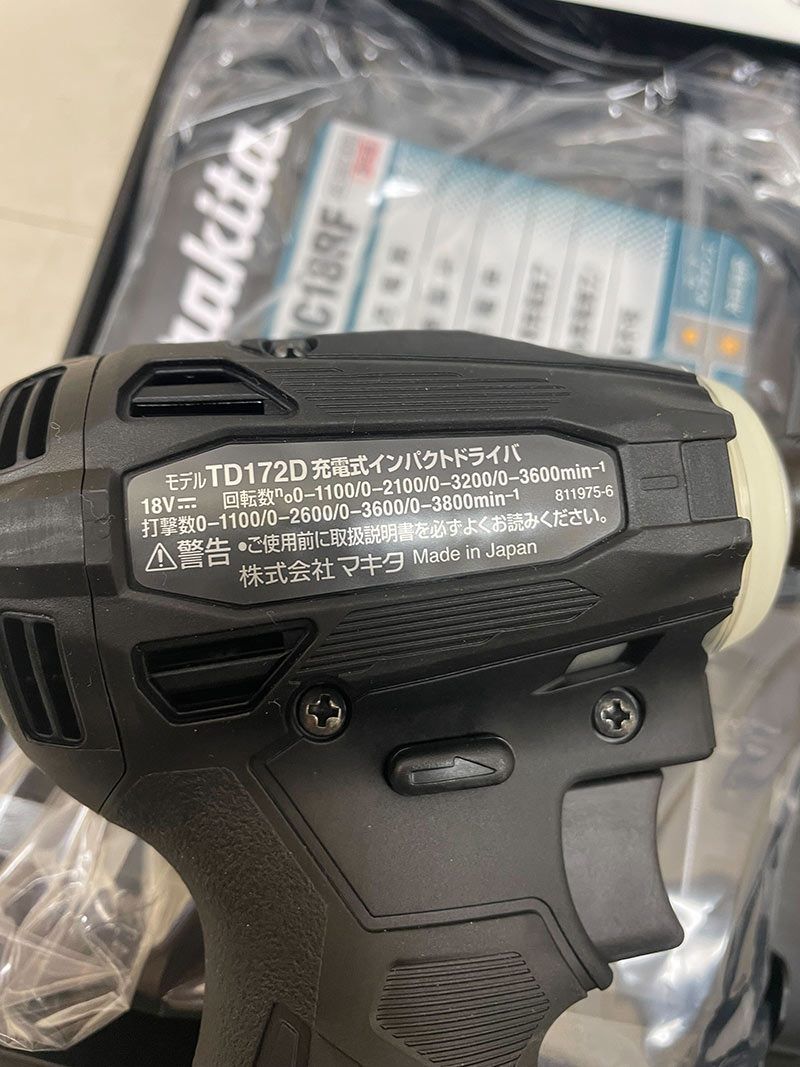 makita
C18RF
モデルTD172D 充電式インパクトドライバ
18V⎓ 回転数n₀0-1100/0-2100/0-3200/0-3600min⁻¹
打撃数0-1100/0-2600/0-3600/0-3800min⁻¹ 811975-6
⚠警告 •ご使用前に取扱説明書を必ずよくお読みください。
株式会社 マキタ Made in Japan